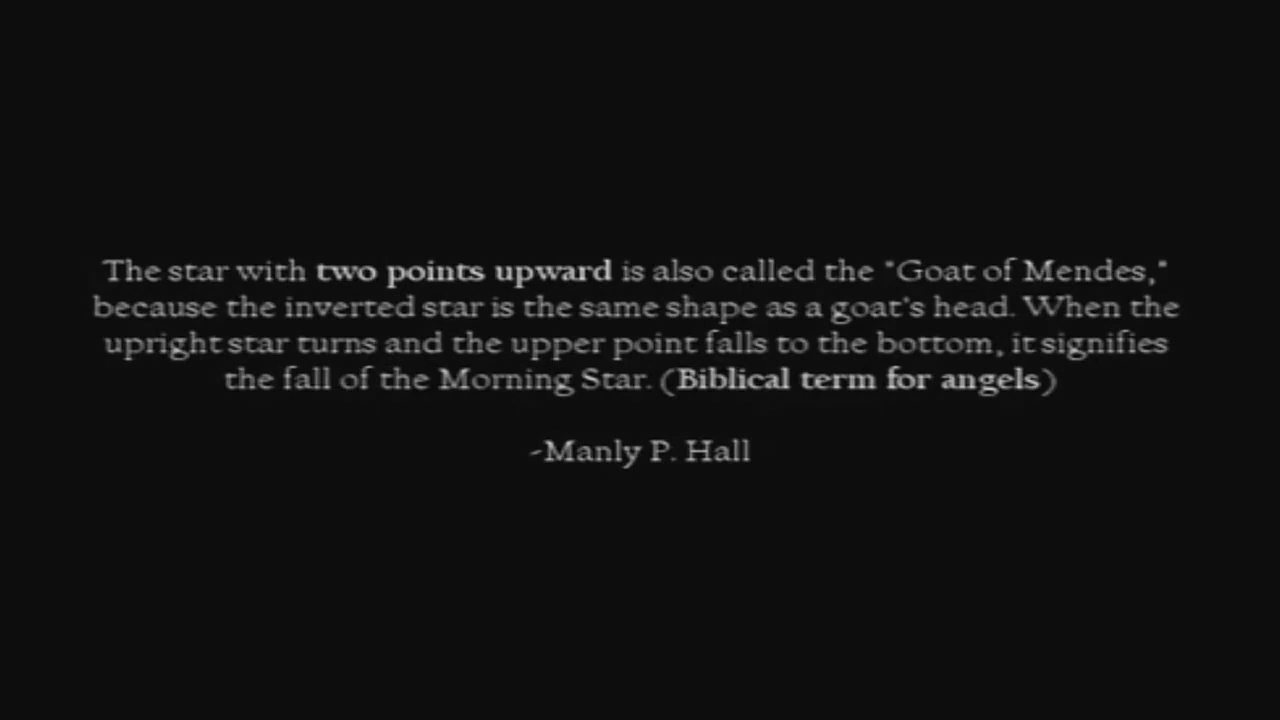 The star with two points upward is also called the "Goat of Mendes,"
because the inverted star is the same shape as a goat's head. When the
upright star turns and the upper point falls to the bottom, it signifies
the fall of the Morning Star. (Biblical term for angels)
-Manly P. Hall